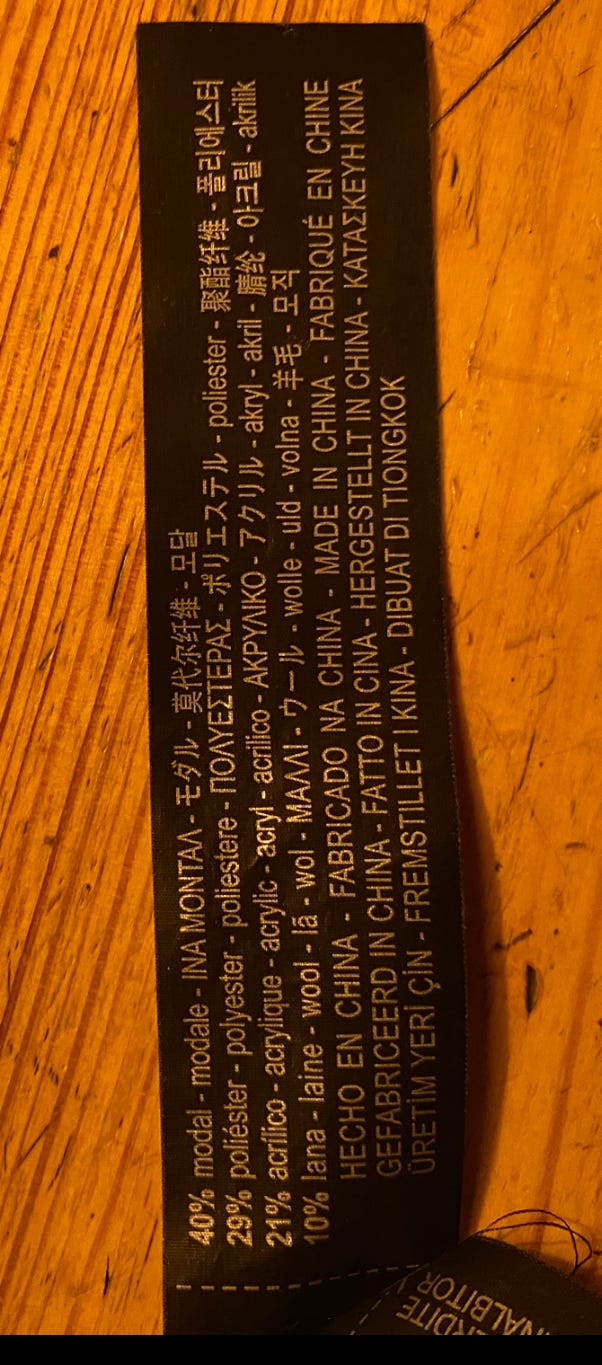 40% modal - modale - ΙΝΑ ΜΟΝΤΑΛ - モダル - 莫代尔纤维 - 모달
29% poliéster - polyester - poliestere - ΠΟΛΥΕΣΤΕΡΑΣ - ポリエステル - poliester - 聚酯纤维 - 폴리에스터
21% acrílico - acrylique - acrylic - acryl - acrilico - ΑΚΡΥΛΙΚΟ - アクリル - akryl - akril - 腈纶 - 아크릴 - akrilik
10% lana - laine - wool - lã - wol - ΜΑΛΛΙ - ウール - wolle - uld - volna - 羊毛 - 모직
HECHO EN CHINA - FABRICADO NA CHINA - MADE IN CHINA - FABRIQUÉ EN CHINE
GEFABRICEERD IN CHINA - FATTO IN CINA - HERGESTELLT IN CHINA - ΚΑΤΑΣΚΕΥΗ ΚΙΝΑ
ÜRETİM YERİ ÇİN - FREMSTILLET I KINA - DIBUAT DI TIONGKOK